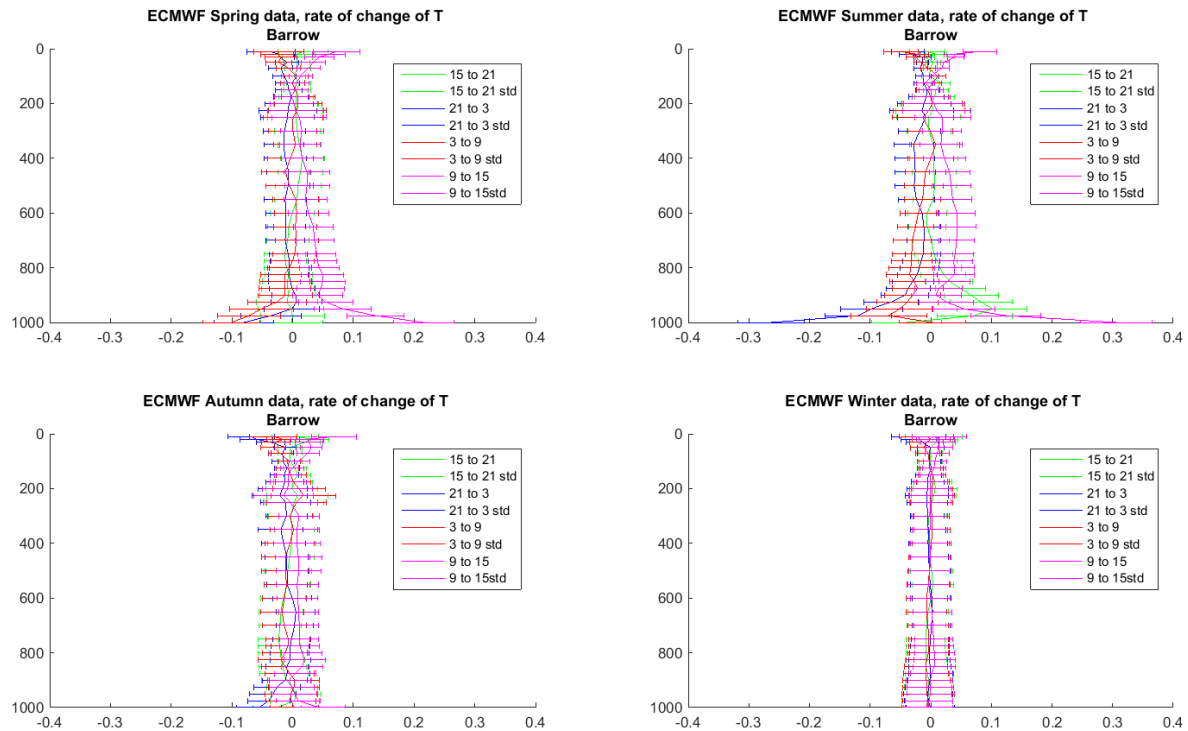 ECMWF Spring data, rate of change of T
Barrow
0
200
400
600
800
1000
-0.4 -0.3 -0.2 -0.1 0 0.1 0.2 0.3 0.4
15 to 21
15 to 21 std
21 to 3
21 to 3 std
3 to 9
3 to 9 std
9 to 15
9 to 15std
ECMWF Summer data, rate of change of T
Barrow
0
200
400
600
800
1000
-0.4 -0.3 -0.2 -0.1 0 0.1 0.2 0.3 0.4
15 to 21
15 to 21 std
21 to 3
21 to 3 std
3 to 9
3 to 9 std
9 to 15
9 to 15std
ECMWF Autumn data, rate of change of T
Barrow
0
200
400
600
800
1000
-0.4 -0.3 -0.2 -0.1 0 0.1 0.2 0.3 0.4
15 to 21
15 to 21 std
21 to 3
21 to 3 std
3 to 9
3 to 9 std
9 to 15
9 to 15std
ECMWF Winter data, rate of change of T
Barrow
0
200
400
600
800
1000
-0.4 -0.3 -0.2 -0.1 0 0.1 0.2 0.3 0.4
15 to 21
15 to 21 std
21 to 3
21 to 3 std
3 to 9
3 to 9 std
9 to 15
9 to 15std